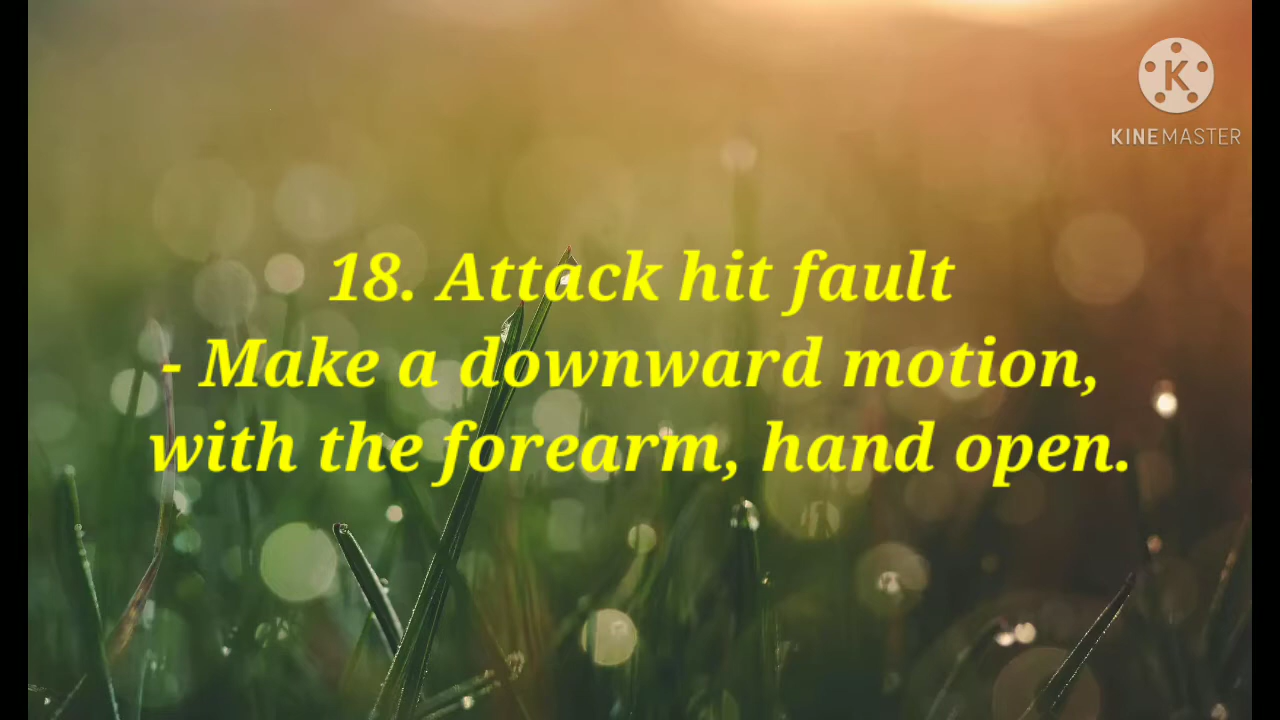 K
KINEMASTER
18. Attack hit fault
- Make a downward motion,
with the forearm, hand open.